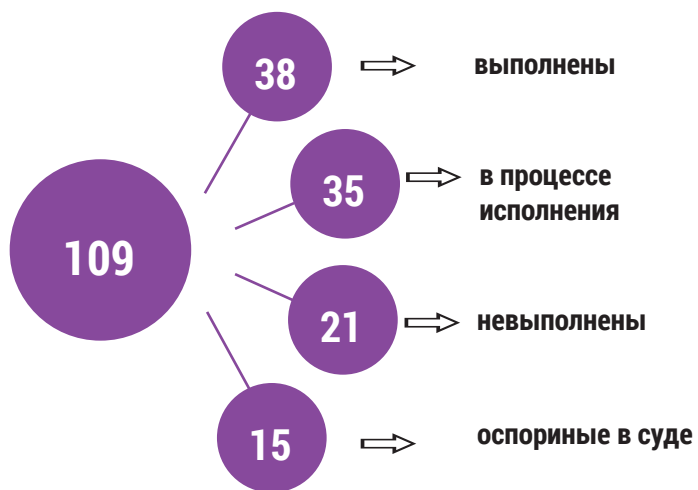 38
выполнены
35
в процессе
исполнения
109
21
невыполнены
15
оспориные в суде